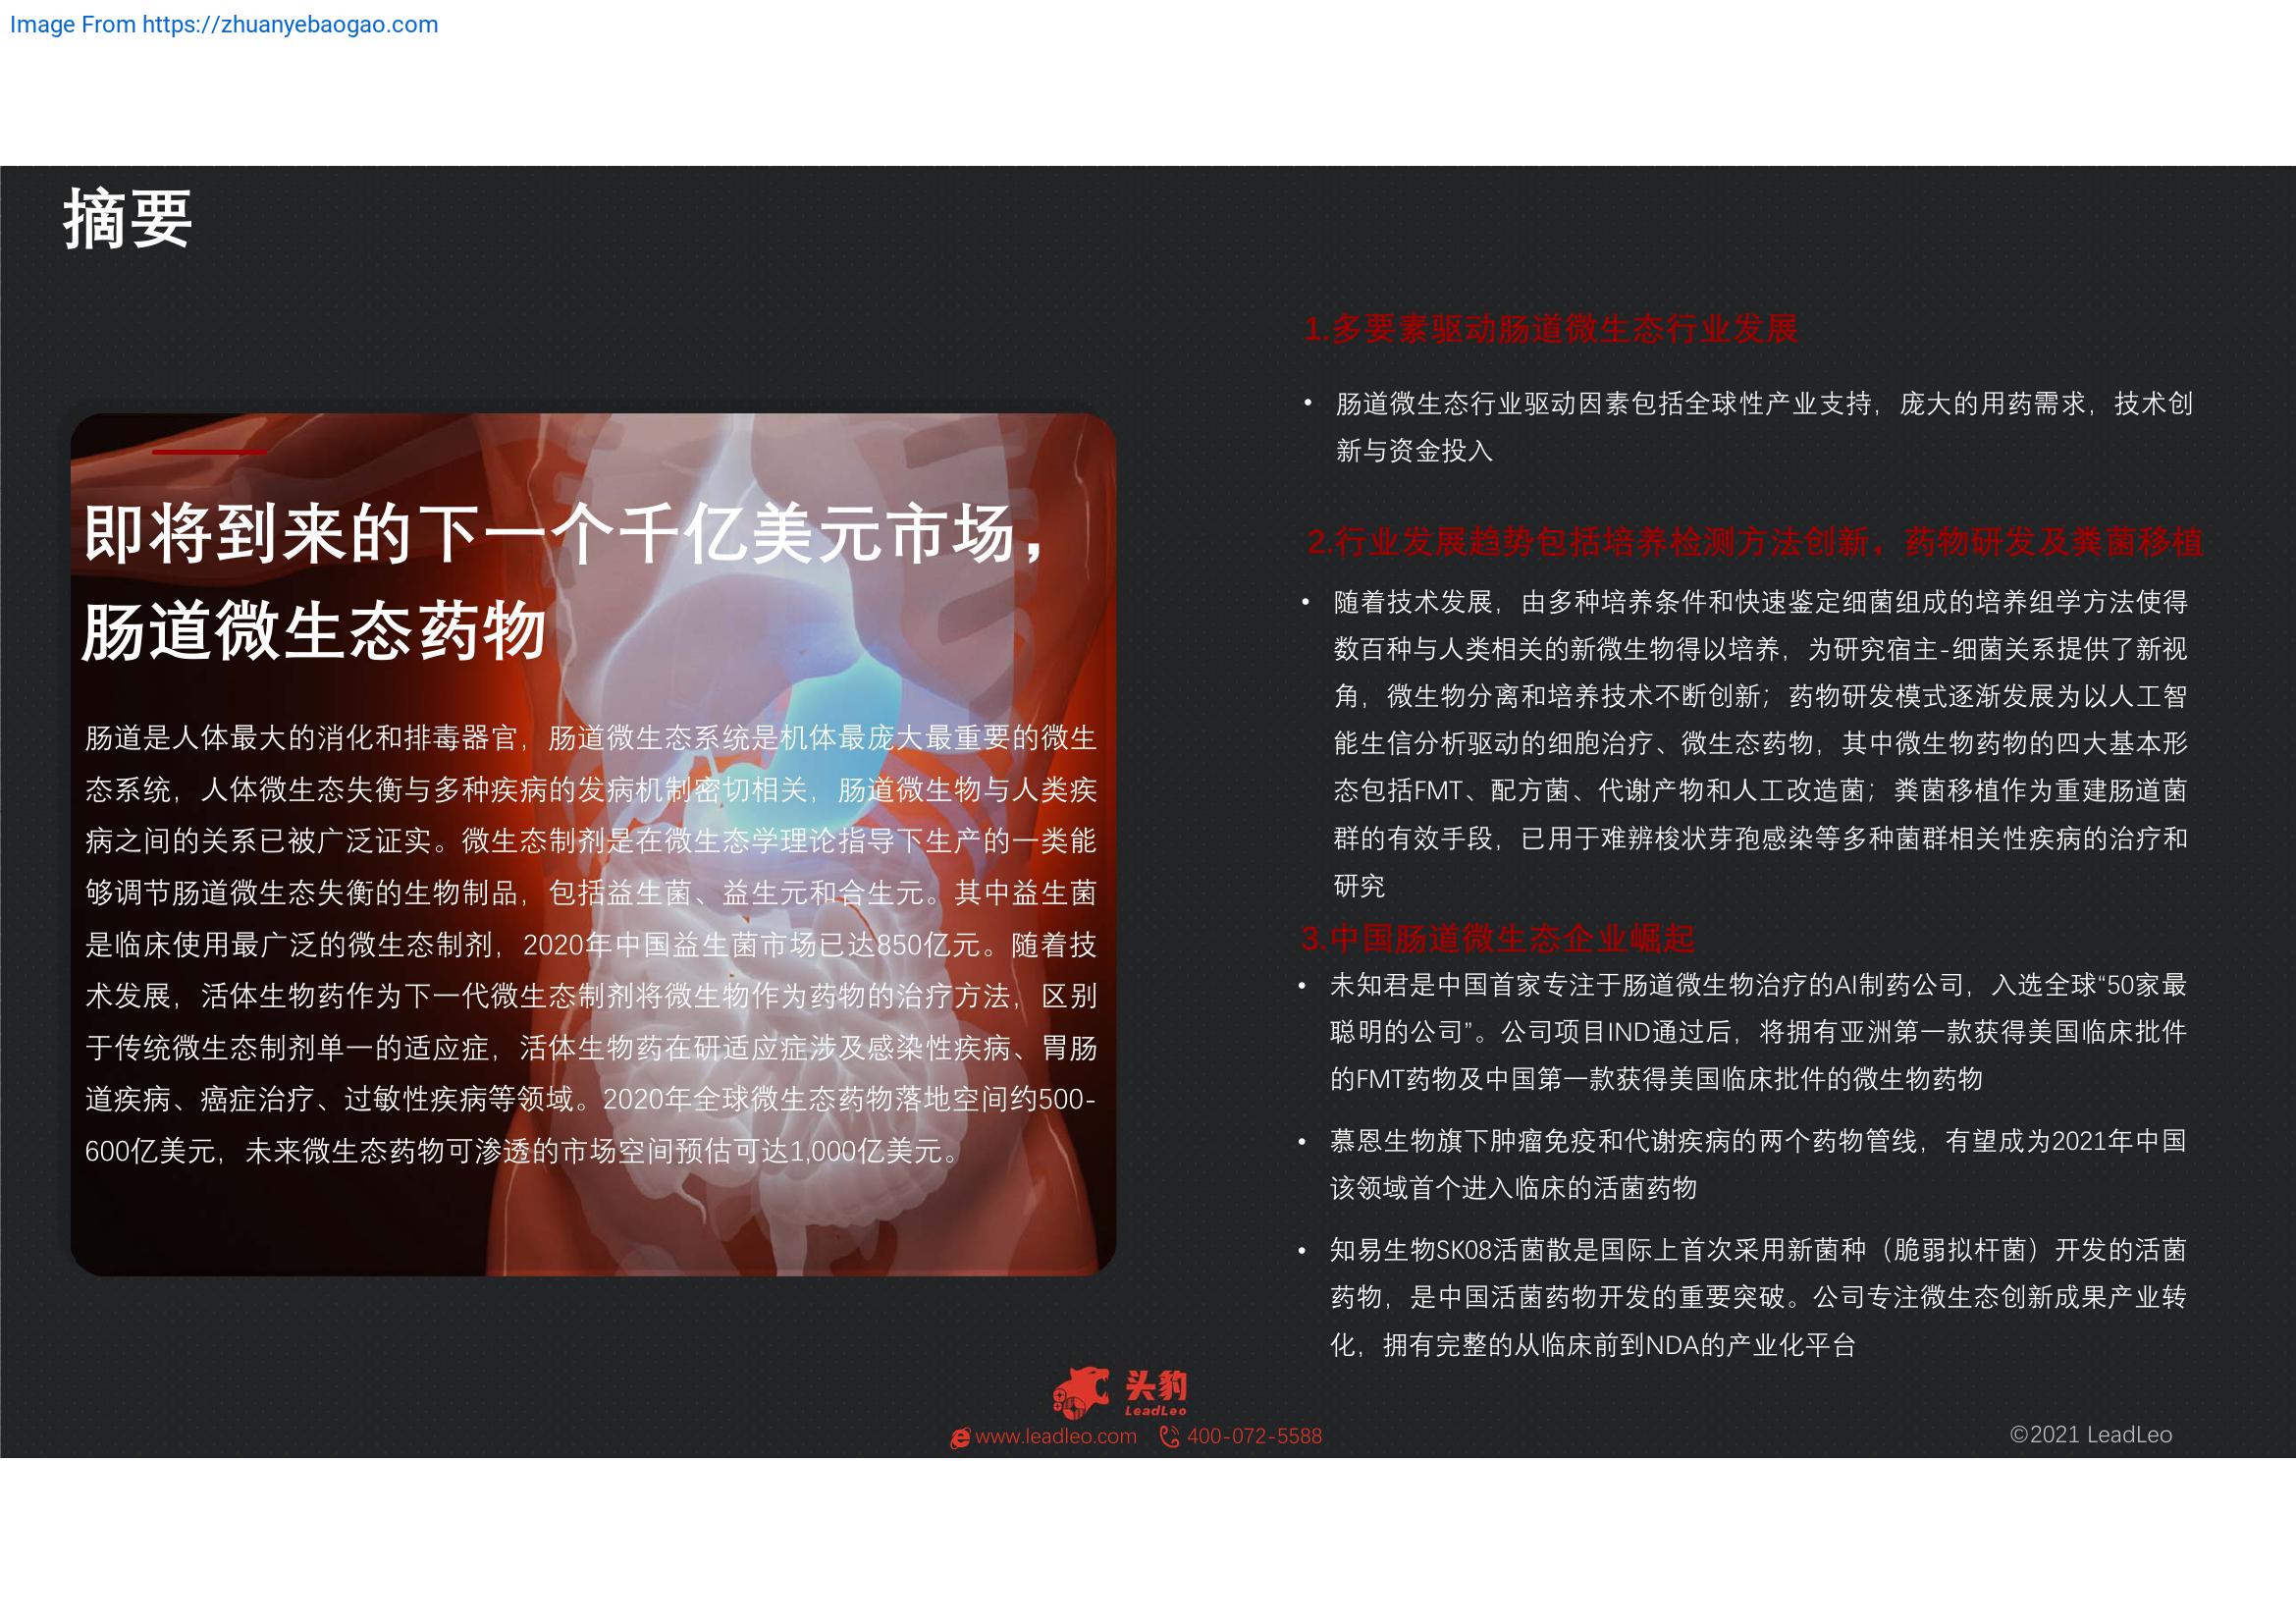 Image From https://zhuanyebaogao.com
摘要
即将到来的下一个千亿美元市场，
肠道微生态药物
肠道是人体最大的消化和排毒器官，肠道微生态系统是机体最庞大最重要的微生
态系统，人体微生态失衡与多种疾病的发病机制密切相关，肠道微生物与人类疾
病之间的关系已被广泛证实。微生态制剂是在微生态学理论指导下生产的一类能
够调节肠道微生态失衡的生物制品，包括益生菌、益生元和合生元。其中益生菌
是临床使用最广泛的微生态制剂，2020年中国益生菌市场已达850亿元。随着技
术发展，活体生物药作为下一代微生态制剂将微生物作为药物的治疗方法，区别
于传统微生态制剂单一的适应症，活体生物药在研适应症涉及感染性疾病、胃肠
道疾病、癌症治疗、过敏性疾病等领域。2020年全球微生态药物落地空间约500-
600亿美元，未来微生态药物可渗透的市场空间预估可达1,000亿美元。
1.多要素驱动肠道微生态行业发展
• 肠道微生态行业驱动因素包括全球性产业支持，庞大的用药需求，技术创
新与资金投入
2.行业发展趋势包括培养检测方法创新，药物研发及粪菌移植
• 随着技术发展，由多种培养条件和快速鉴定细菌组成的培养组学方法使得
数百种与人类相关的新微生物得以培养，为研究宿主-细菌关系提供了新视
角，微生物分离和培养技术不断创新；药物研发模式逐渐发展为以人工智
能生信分析驱动的细胞治疗、微生态药物，其中微生物药物的四大基本形
态包括FMT、配方菌、代谢产物和人工改造菌；粪菌移植作为重建肠道菌
群的有效手段，已用于难辨梭状芽孢感染等多种菌群相关性疾病的治疗和
研究
3.中国肠道微生态企业崛起
• 未知君是中国首家专注于肠道微生物治疗的AI制药公司，入选全球“50家最
聪明的公司”。公司项目IND通过后，将拥有亚洲第一款获得美国临床批件
的FMT药物及中国第一款获得美国临床批件的微生物药物
• 慕恩生物旗下肿瘤免疫和代谢疾病的两个药物管线，有望成为2021年中国
该领域首个进入临床的活菌药物
• 知易生物SK08活菌散是国际上首次采用新菌种（脆弱拟杆菌）开发的活菌
药物，是中国活菌药物开发的重要突破。公司专注微生态创新成果产业转
化，拥有完整的从临床前到NDA的产业化平台
头豹
LeadLeo
www.leadleo.com 400-072-5588
©2021 LeadLeo